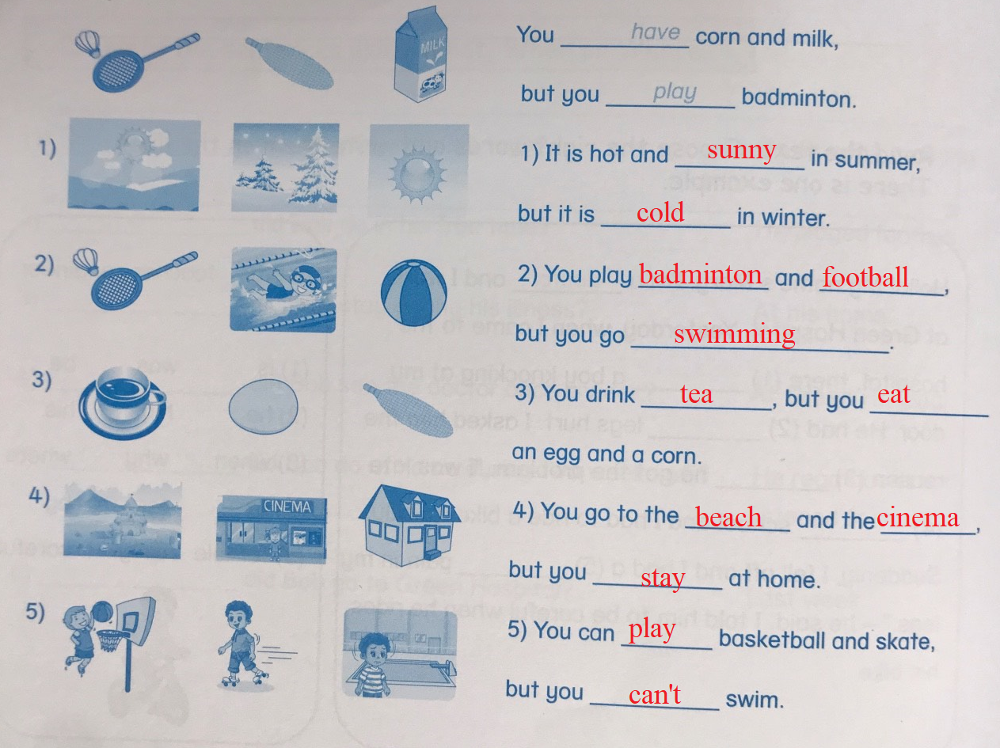 MILK
You have corn and milk,
but you play badminton.
1)
1) It is hot and sunny in summer,
but it is cold in winter.
2)
2) You play badminton and football,
but you go swimming.
3)
3) You drink tea, but you eat
an egg and a corn.
4)
CINEMA
4) You go to the beach and the cinema,
but you stay at home.
5)
5) You can play basketball and skate,
but you can't swim.